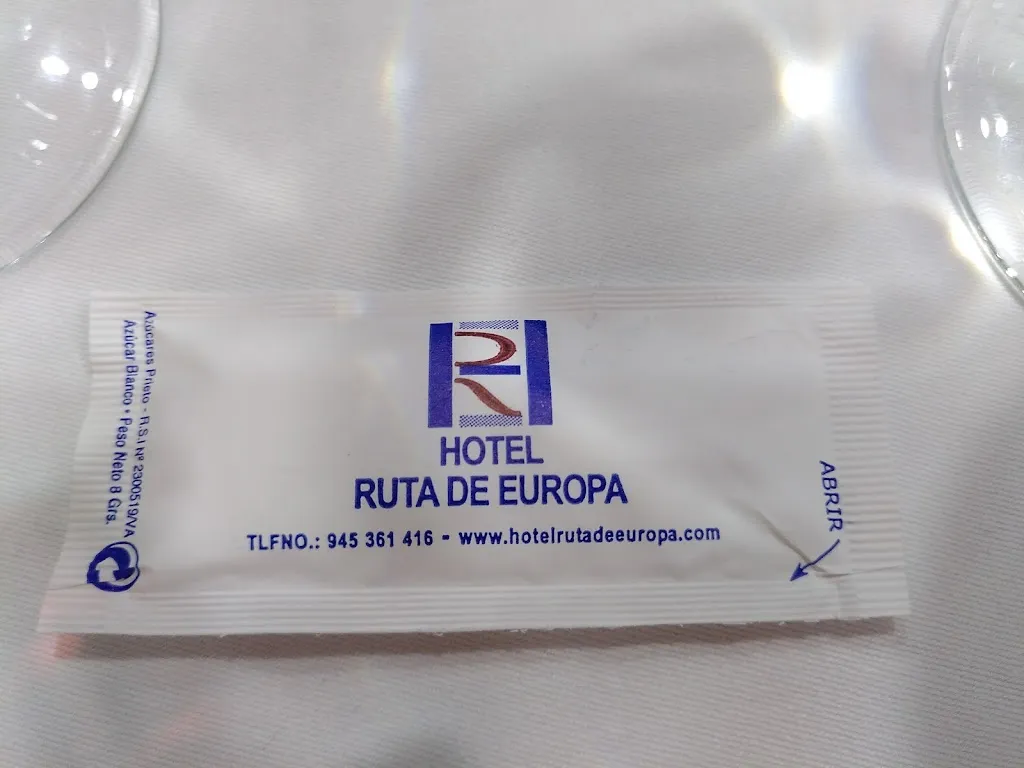 HOTEL
RUTA DE EUROPA
TLFNO.: 945 361 416 - www.hotelrutadeeuropa.com
Azúcares Prieto - R.S.I Nº 2300519/VA
Azúcar Blanco • Peso Neto 8 Grs.
ABRIR